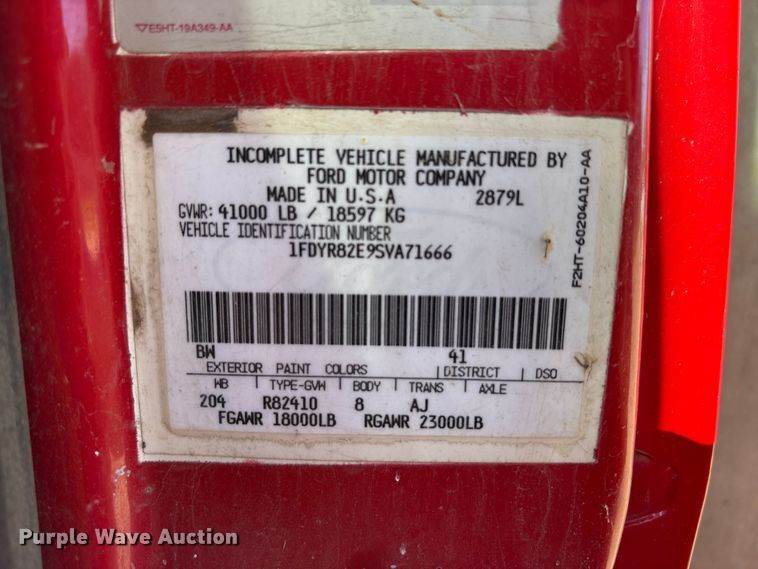 E5HT-19A349-AA
INCOMPLETE VEHICLE MANUFACTURED BY
FORD MOTOR COMPANY
MADE IN U.S.A 2879L
GVWR: 41000 LB / 18597 KG
VEHICLE IDENTIFICATION NUMBER
1FDYR82E9SVA71666
F2HT-60204A10-AA
BW 41
EXTERIOR PAINT COLORS DISTRICT DSO
WB TYPE-GVW BODY TRANS AXLE
204 R82410 8 AJ
FGAWR 18000LB RGAWR 23000LB
Purple Wave Auction